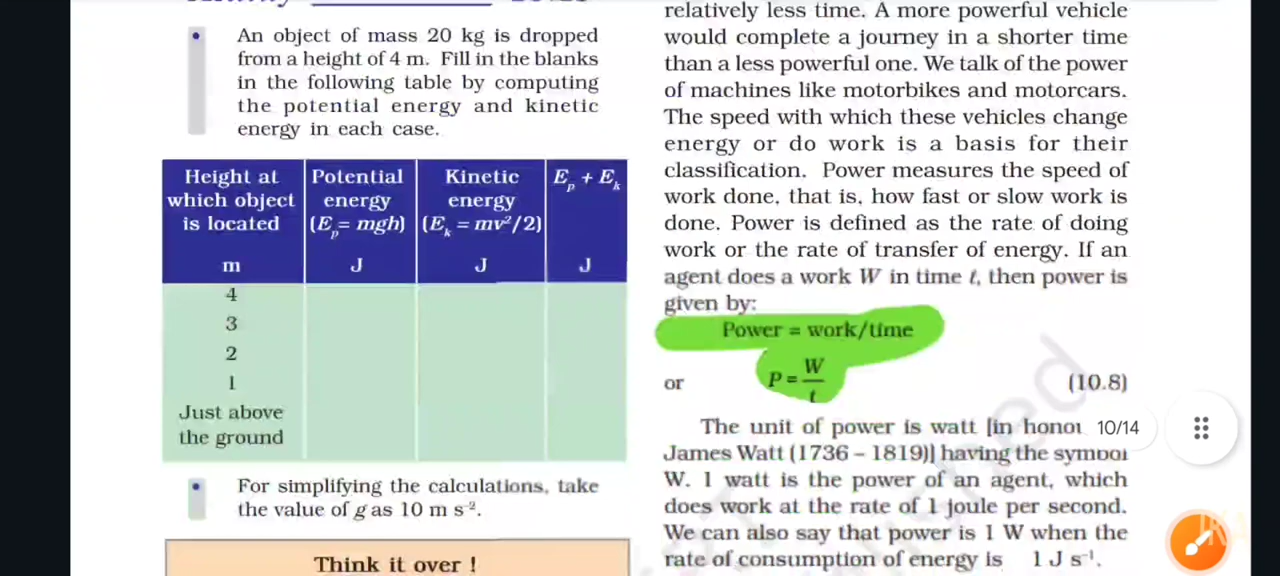 An object of mass 20 kg is dropped
from a height of 4 m. Fill in the blanks
in the following table by computing
the potential energy and kinetic
energy in each case.
Height at which object is located m
Potential energy (Eₚ = mgh) J
Kinetic energy (Eₖ = mv²/2) J
Eₚ + Eₖ J
4
3
2
1
Just above
the ground
• For simplifying the calculations, take
the value of g as 10 m s⁻².
Think it over !
relatively less time. A more powerful vehicle
would complete a journey in a shorter time
than a less powerful one. We talk of the power
of machines like motorbikes and motorcars.
The speed with which these vehicles change
energy or do work is a basis for their
classification. Power measures the speed of
work done, that is, how fast or slow work is
done. Power is defined as the rate of doing
work or the rate of transfer of energy. If an
agent does a work W in time t, then power is
given by:
Power = work/time
or P = W/t (10.8)
The unit of power is watt [in honou
James Watt (1736 – 1819)] having the symbol
W. 1 watt is the power of an agent, which
does work at the rate of 1 joule per second.
We can also say that power is 1 W when the
rate of consumption of energy is 1 J s⁻¹.
10/14